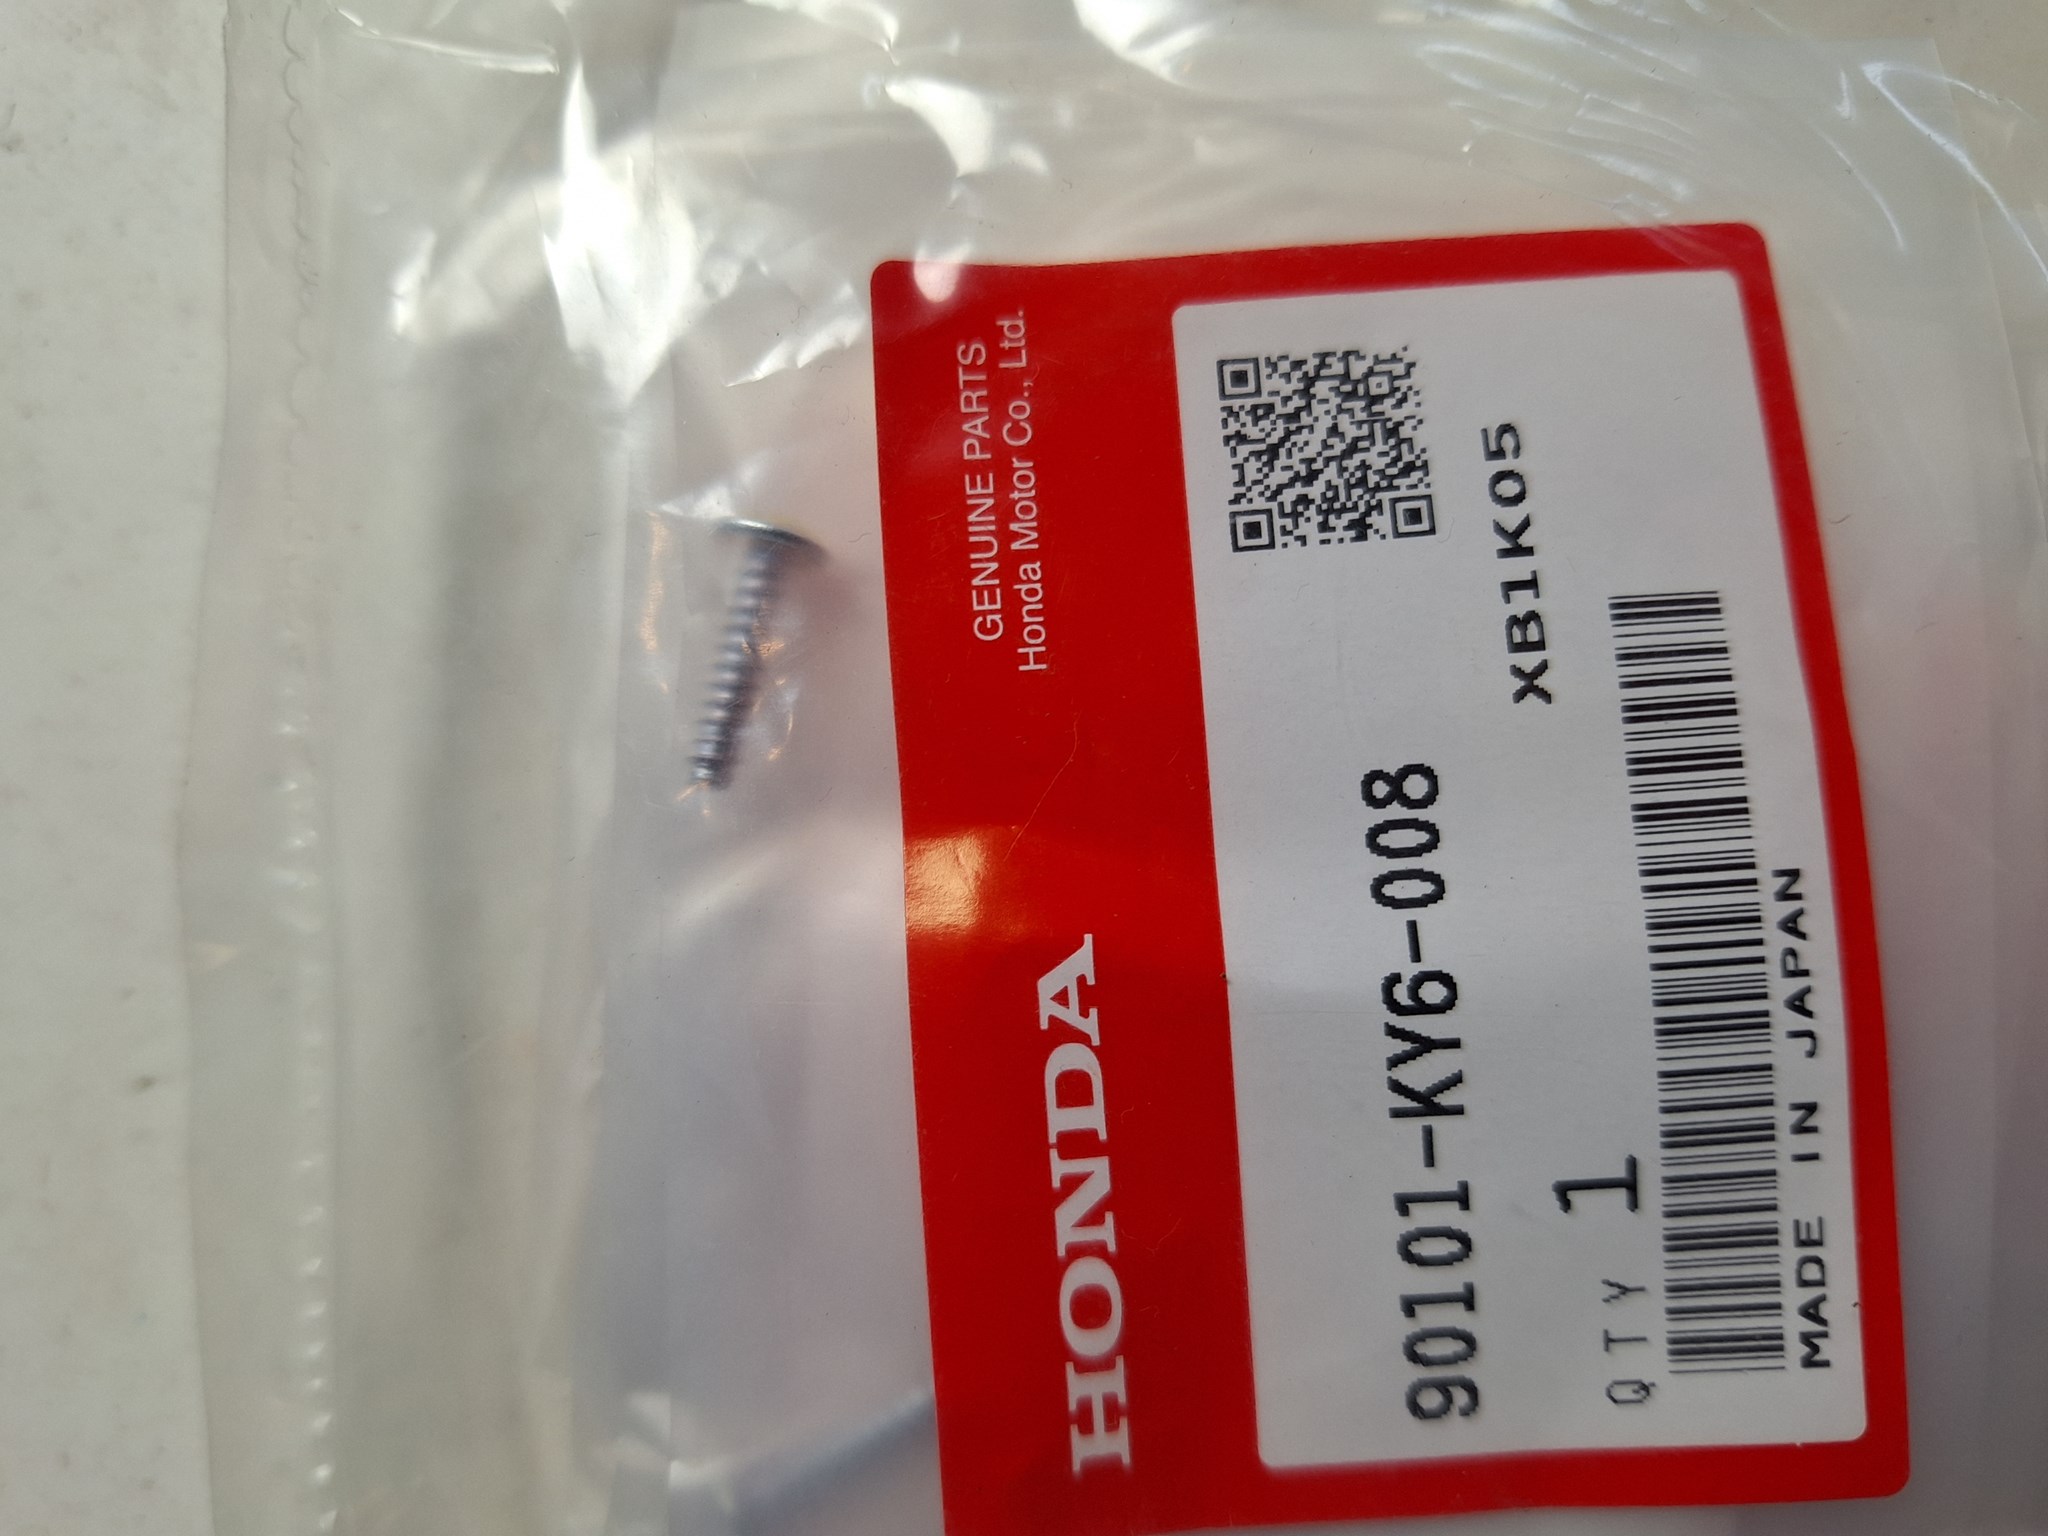 HONDA
GENUINE PARTS
Honda Motor Co., Ltd.
90101-KY6-008
QTY 1
XB1K05
MADE IN JAPAN